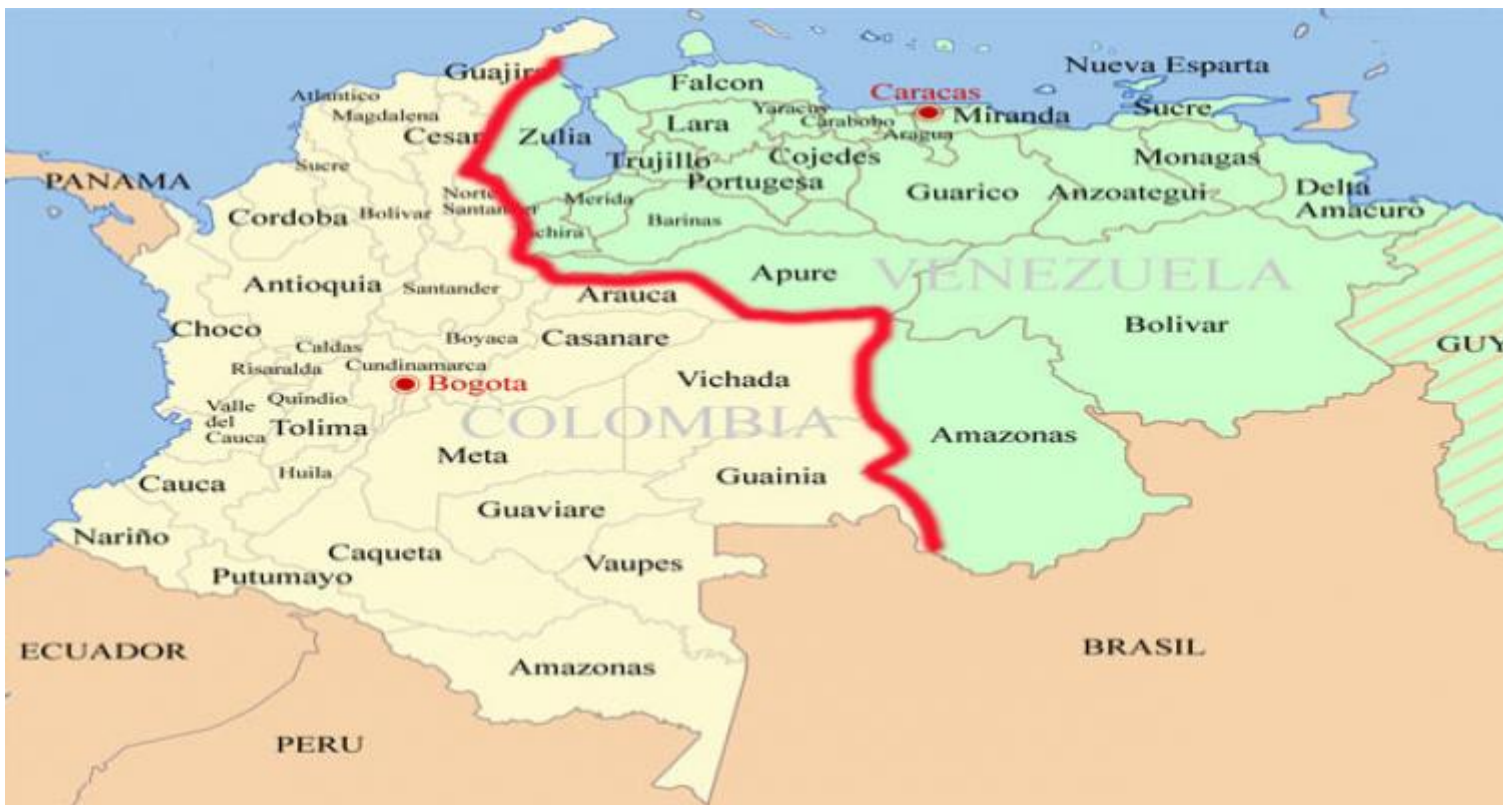 Nueva Esparta
Guajira
Falcon
Caracas
Atlantico
Magdalena
Yaracuy
Miranda
Sucre
Cesar
Zulia
Lara
Carabobo
Aragua
Sucre
Trujillo
Cojedes
Monagas
PANAMA
Norte
Santander
Merida
Portugesa
Guarico
Anzoategui
Delta
Amacuro
Cordoba
Bolivar
Barinas
chira
Antioquia
Santander
Arauca
Apure
VENEZUELA
Choco
Boyaca
Casanare
Bolivar
GUY
Caldas
Risaralda
Cundinamarca
Bogota
Vichada
Valle
del
Cauca
Quindio
Tolima
COLOMBIA
Amazonas
Huila
Meta
Guainia
Cauca
Guaviare
Nariño
Caqueta
Vaupes
Putumayo
ECUADOR
Amazonas
BRASIL
PERU